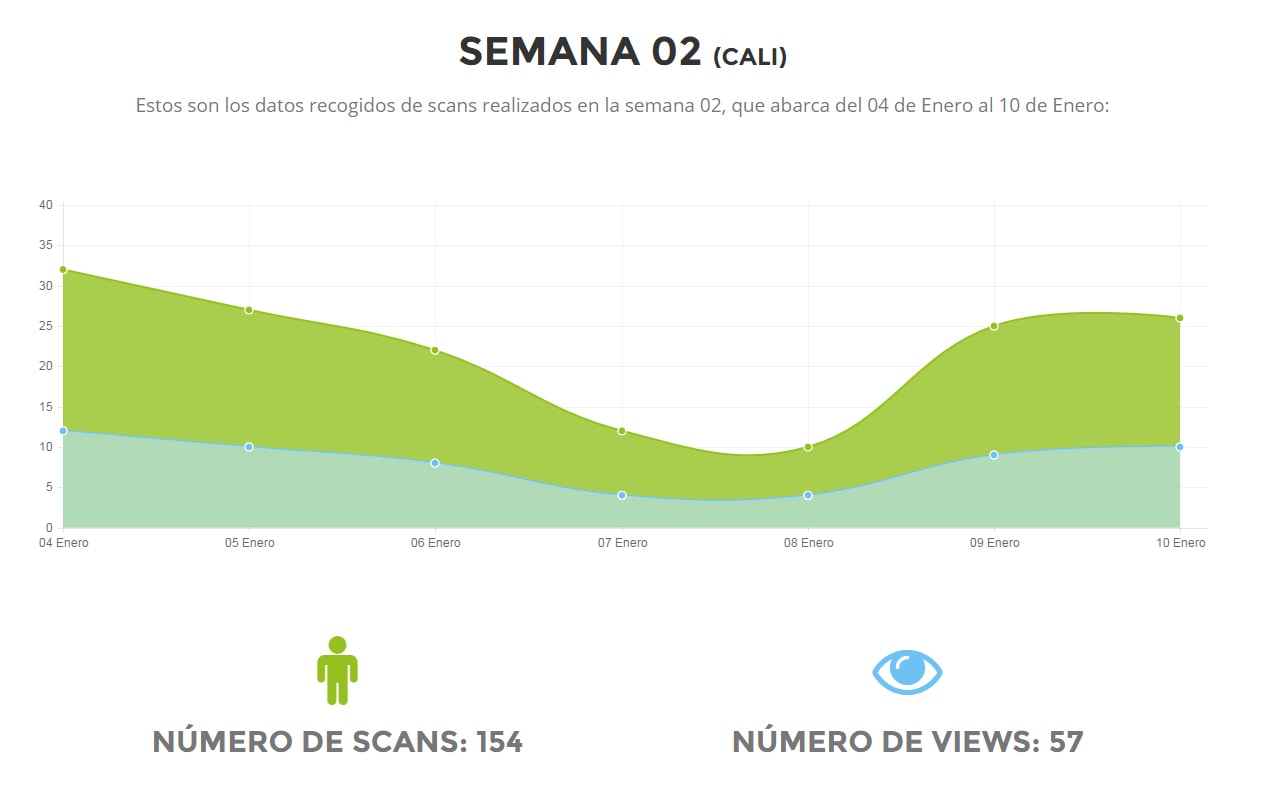 SEMANA 02 (CALI)
Estos son los datos recogidos de scans realizados en la semana 02, que abarca del 04 de Enero al 10 de Enero:
40
35
30
25
20
15
10
5
0
04 Enero 05 Enero 06 Enero 07 Enero 08 Enero 09 Enero 10 Enero
NÚMERO DE SCANS: 154 NÚMERO DE VIEWS: 57